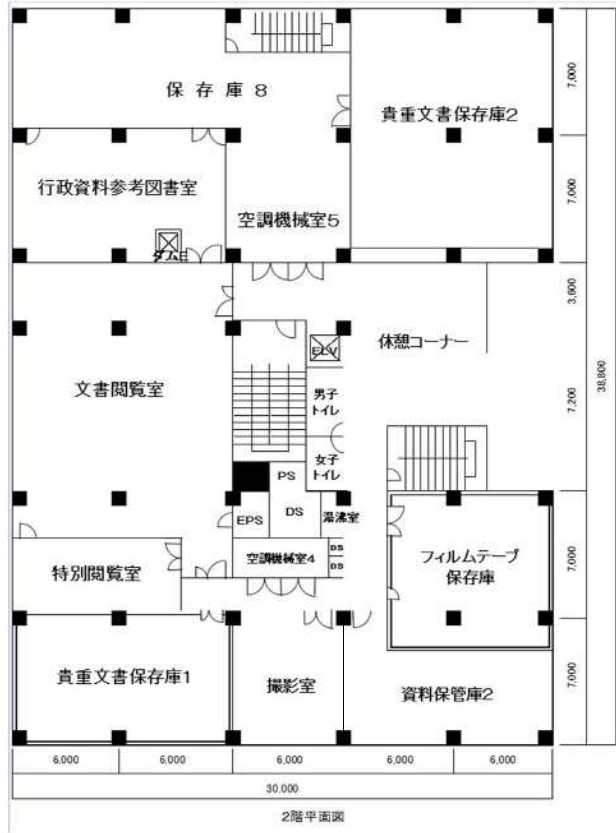 保存庫8
貴重文書保存庫2
7,000
行政資料参考図書室
空調機械室5
7,000
ダム目
3,800
ELV
休憩コーナー
文書閲覧室
男子
トイレ
7,200
38,800
女子
トイレ
PS
EPS
DS
湯沸室
特別閲覧室
空調機械室4
DS
DS
フィルムテープ
保存庫
7,000
貴重文書保存庫1
撮影室
資料保管庫2
7,000
6,000
6,000
6,000
6,000
6,000
30,000
2階平面図